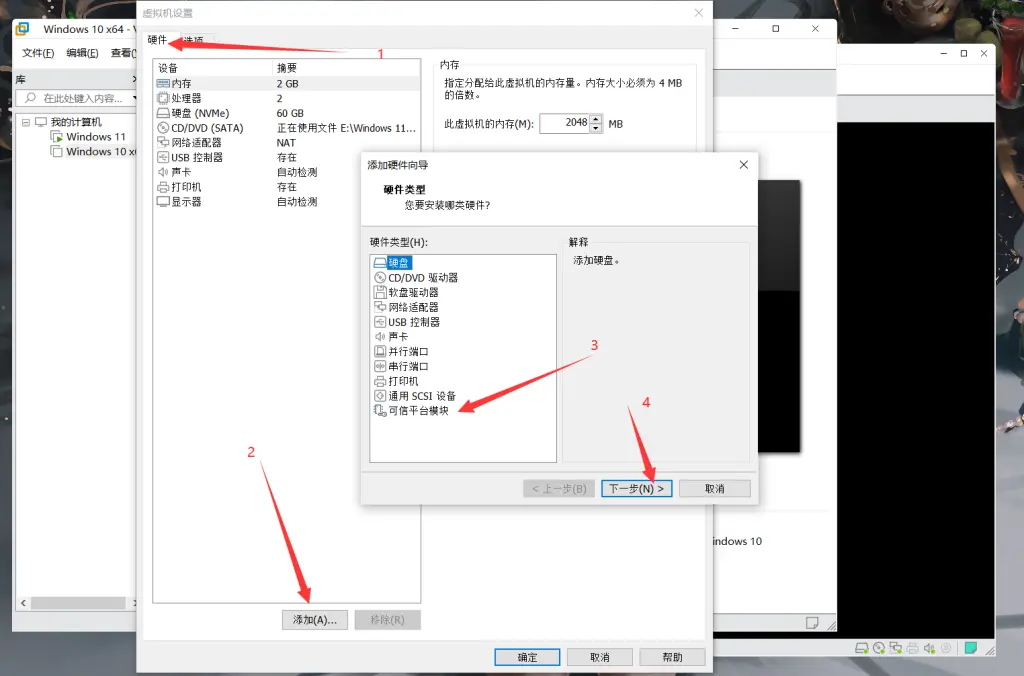 Windows 10 x64 - V
文件(F) 编辑(E) 查看(
库
在此处键入内容...
我的计算机
Windows 11
Windows 10 x6
虚拟机设置
硬件 选项
1
设备 摘要
内存 2 GB
处理器 2
硬盘 (NVMe) 60 GB
CD/DVD (SATA) 正在使用文件 E:\Windows 11...
网络适配器 NAT
USB 控制器 存在
声卡 自动检测
打印机 存在
显示器 自动检测
内存
指定分配给此虚拟机的内存量。内存大小必须为 4 MB
的倍数。
此虚拟机的内存(M): 2048 MB
添加硬件向导
硬件类型
您要安装哪类硬件?
硬件类型(H):
硬盘
CD/DVD 驱动器
软盘驱动器
网络适配器
USB 控制器
声卡
并行端口
串行端口
打印机
通用 SCSI 设备
可信平台模块
解释
添加硬盘。
3
4
< 上一步(B) 下一步(N) > 取消
2
添加(A)... 移除(R)
确定 取消 帮助
indows 10